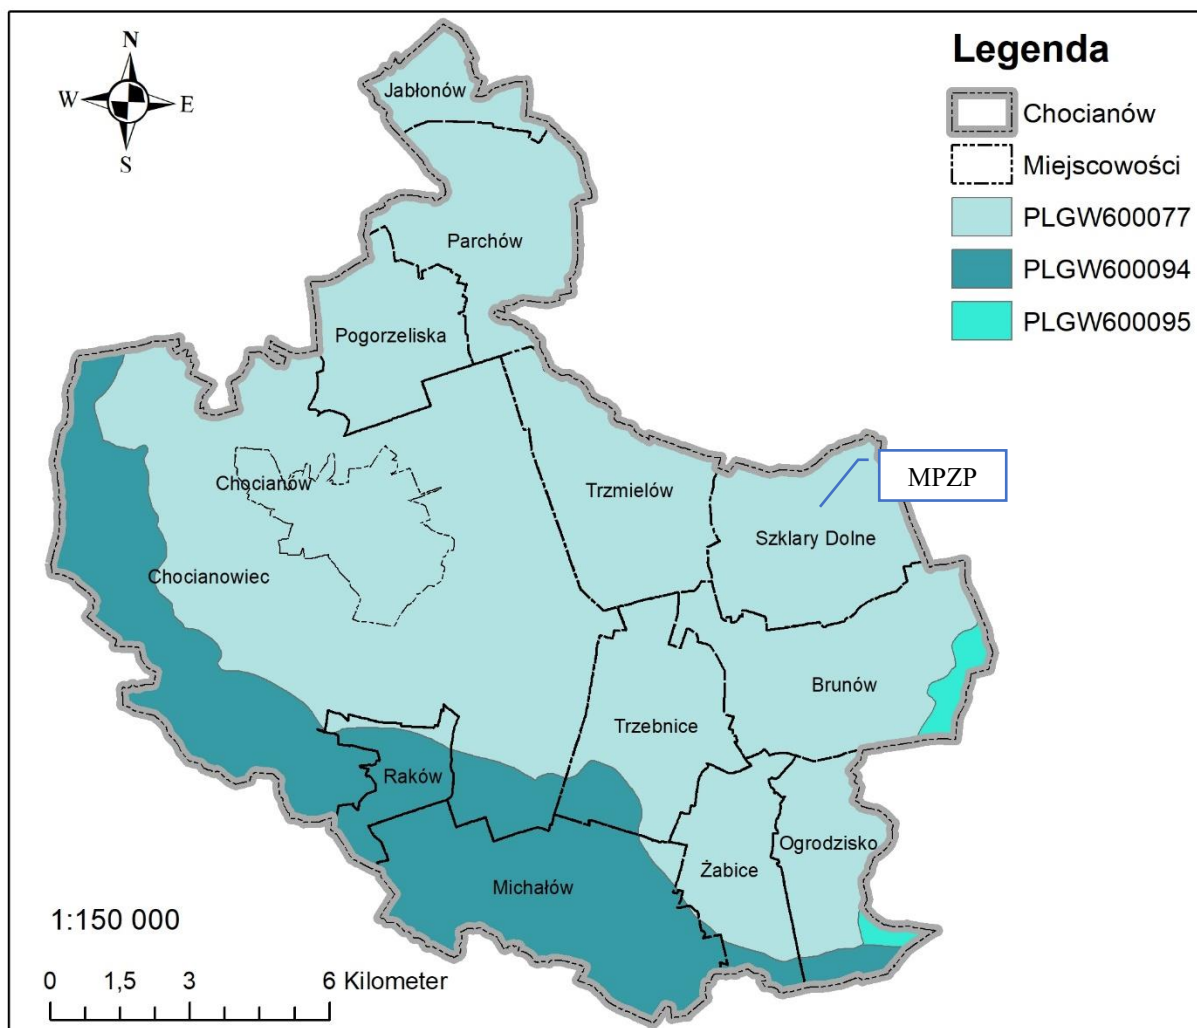 N
W
E
S
Legenda
Chocianów
Miejscowości
PLGW600077
PLGW600094
PLGW600095
Jabłonów
Parchów
Pogorzeliska
Chocianów
Trzmielów
MPZP
Szklary Dolne
Chocianowiec
Brunów
Trzebnice
Raków
Ogrodzisko
Żabice
Michałów
1:150 000
0 1,5 3 6 Kilometer